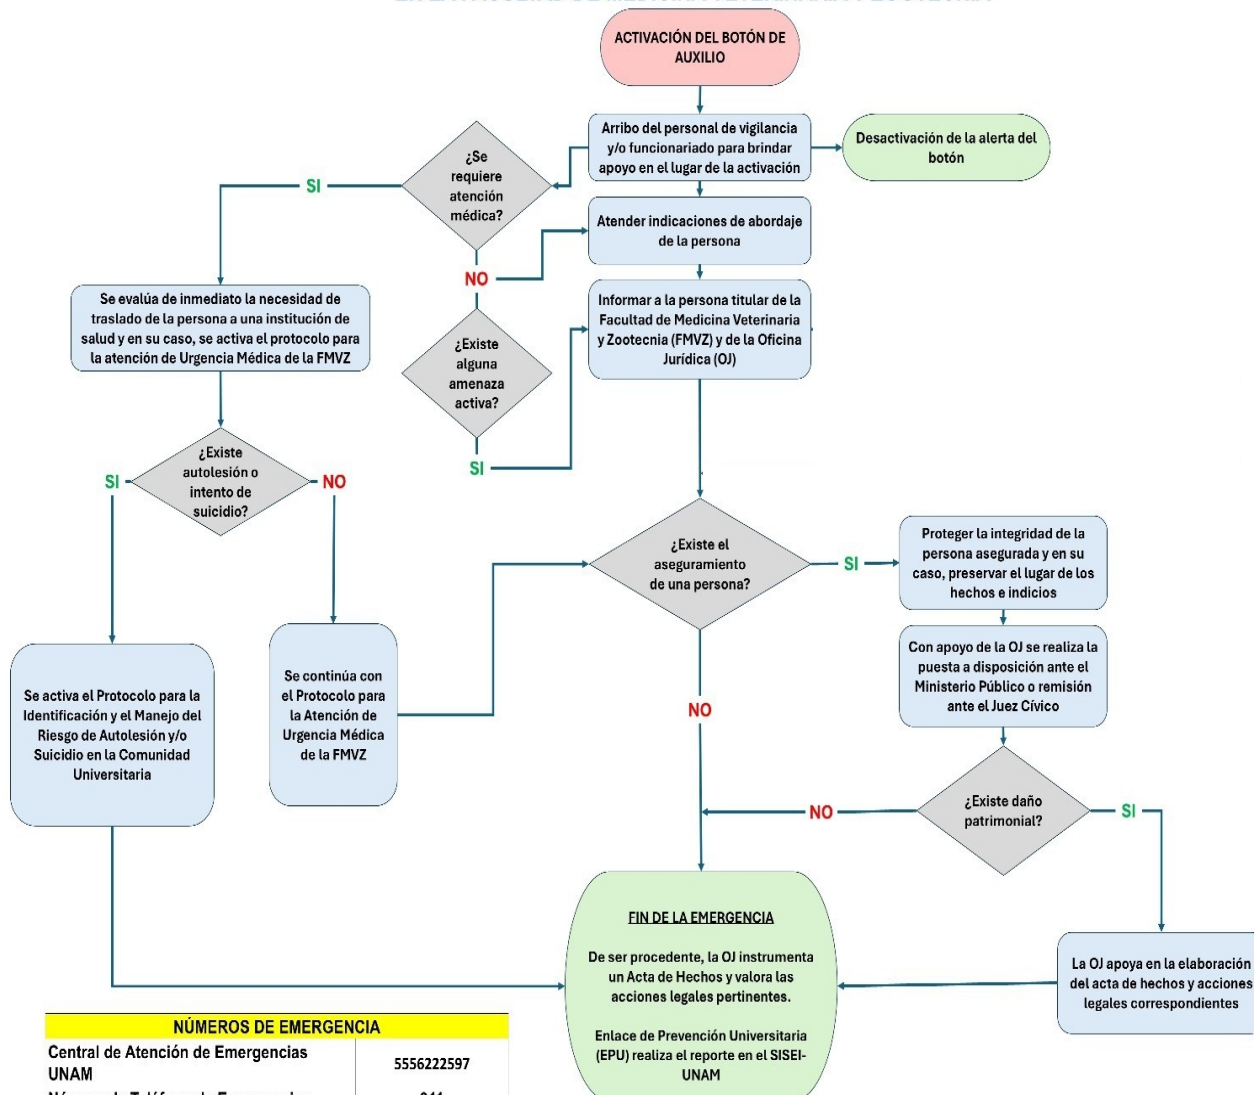 EN LA FACULTAD DE MEDICINA VETERINARIA Y ZOOTECNIA
ACTIVACIÓN DEL BOTÓN DE
AUXILIO
Arribo del personal de vigilancia
y/o funcionariado para brindar
apoyo en el lugar de la activación
Desactivación de la alerta del
botón
¿Se
requiere
atención
médica?
SI
NO
Atender indicaciones de abordaje
de la persona
Se evalúa de inmediato la necesidad de
traslado de la persona a una institución de
salud y en su caso, se activa el protocolo para
la atención de Urgencia Médica de la FMVZ
¿Existe
alguna
amenaza
activa?
SI
Informar a la persona titular de la
Facultad de Medicina Veterinaria
y Zootecnia (FMVZ) y de la Oficina
Jurídica (OJ)
¿Existe
autolesión o
intento de
suicidio?
SI
NO
¿Existe el
aseguramiento
de una persona?
SI
NO
Proteger la integridad de la
persona asegurada y en su
caso, preservar el lugar de los
hechos e indicios
Se activa el Protocolo para la
Identificación y el Manejo del
Riesgo de Autolesión y/o
Suicidio en la Comunidad
Universitaria
Se continúa con
el Protocolo para
la Atención de
Urgencia Médica
de la FMVZ
Con apoyo de la OJ se realiza la
puesta a disposición ante el
Ministerio Público o remisión
ante el Juez Cívico
¿Existe daño
patrimonial?
NO
SI
FIN DE LA EMERGENCIA
De ser procedente, la OJ instrumenta
un Acta de Hechos y valora las
acciones legales pertinentes.
Enlace de Prevención Universitaria
(EPU) realiza el reporte en el SISEI-
UNAM
La OJ apoya en la elaboración
del acta de hechos y acciones
legales correspondientes
NÚMEROS DE EMERGENCIA
Central de Atención de Emergencias
UNAM
5556222597